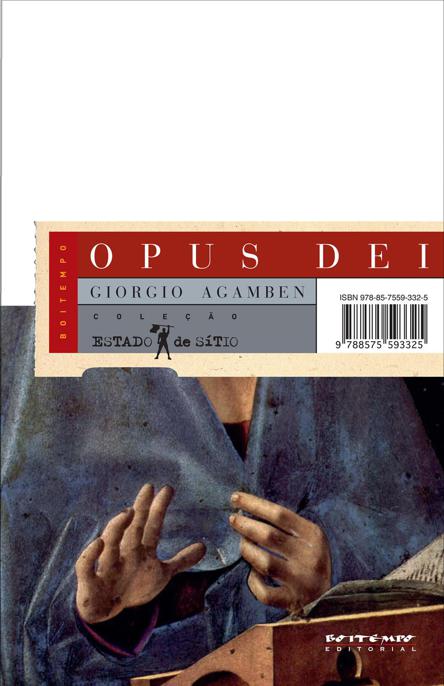 BOITEMPO
OPUS DEI
GIORGIO AGAMBEN
COLEÇÃO
ESTADO de SÍTIO
ISBN 978-85-7559-332-5
9 788575 593325
BOITEMPO
EDITORIAL